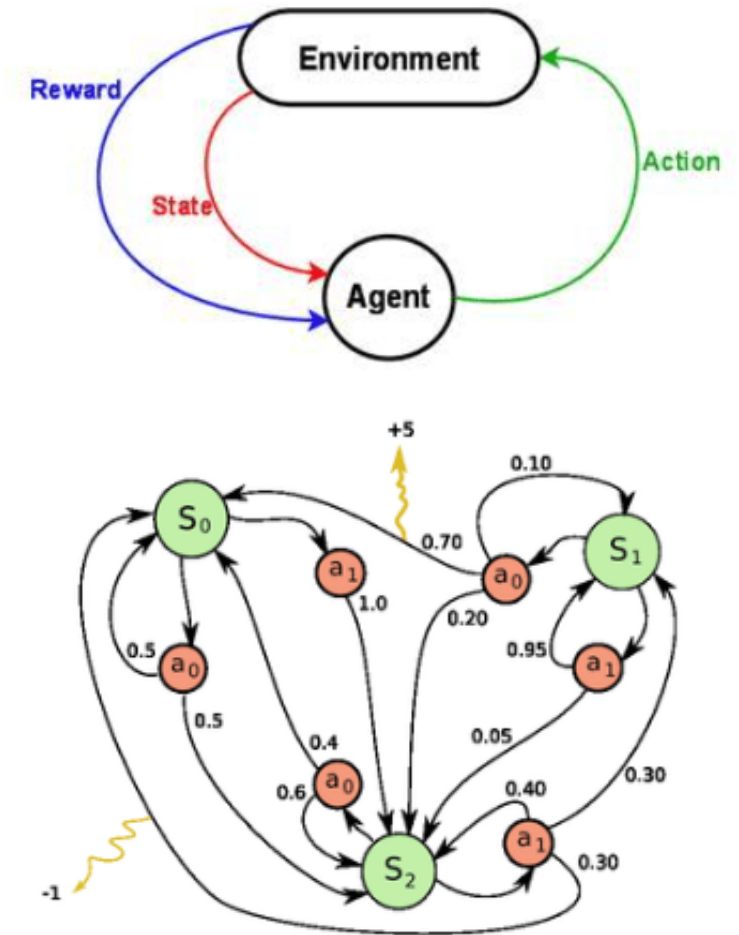 Environment
Reward
Action
State
Agent
+5
0.10
S0
0.70
S1
a1
a0
1.0
0.20
0.5
a0
0.95
a1
0.5
0.05
0.4
0.30
a0
0.6
0.40
a1
S2
0.30
-1